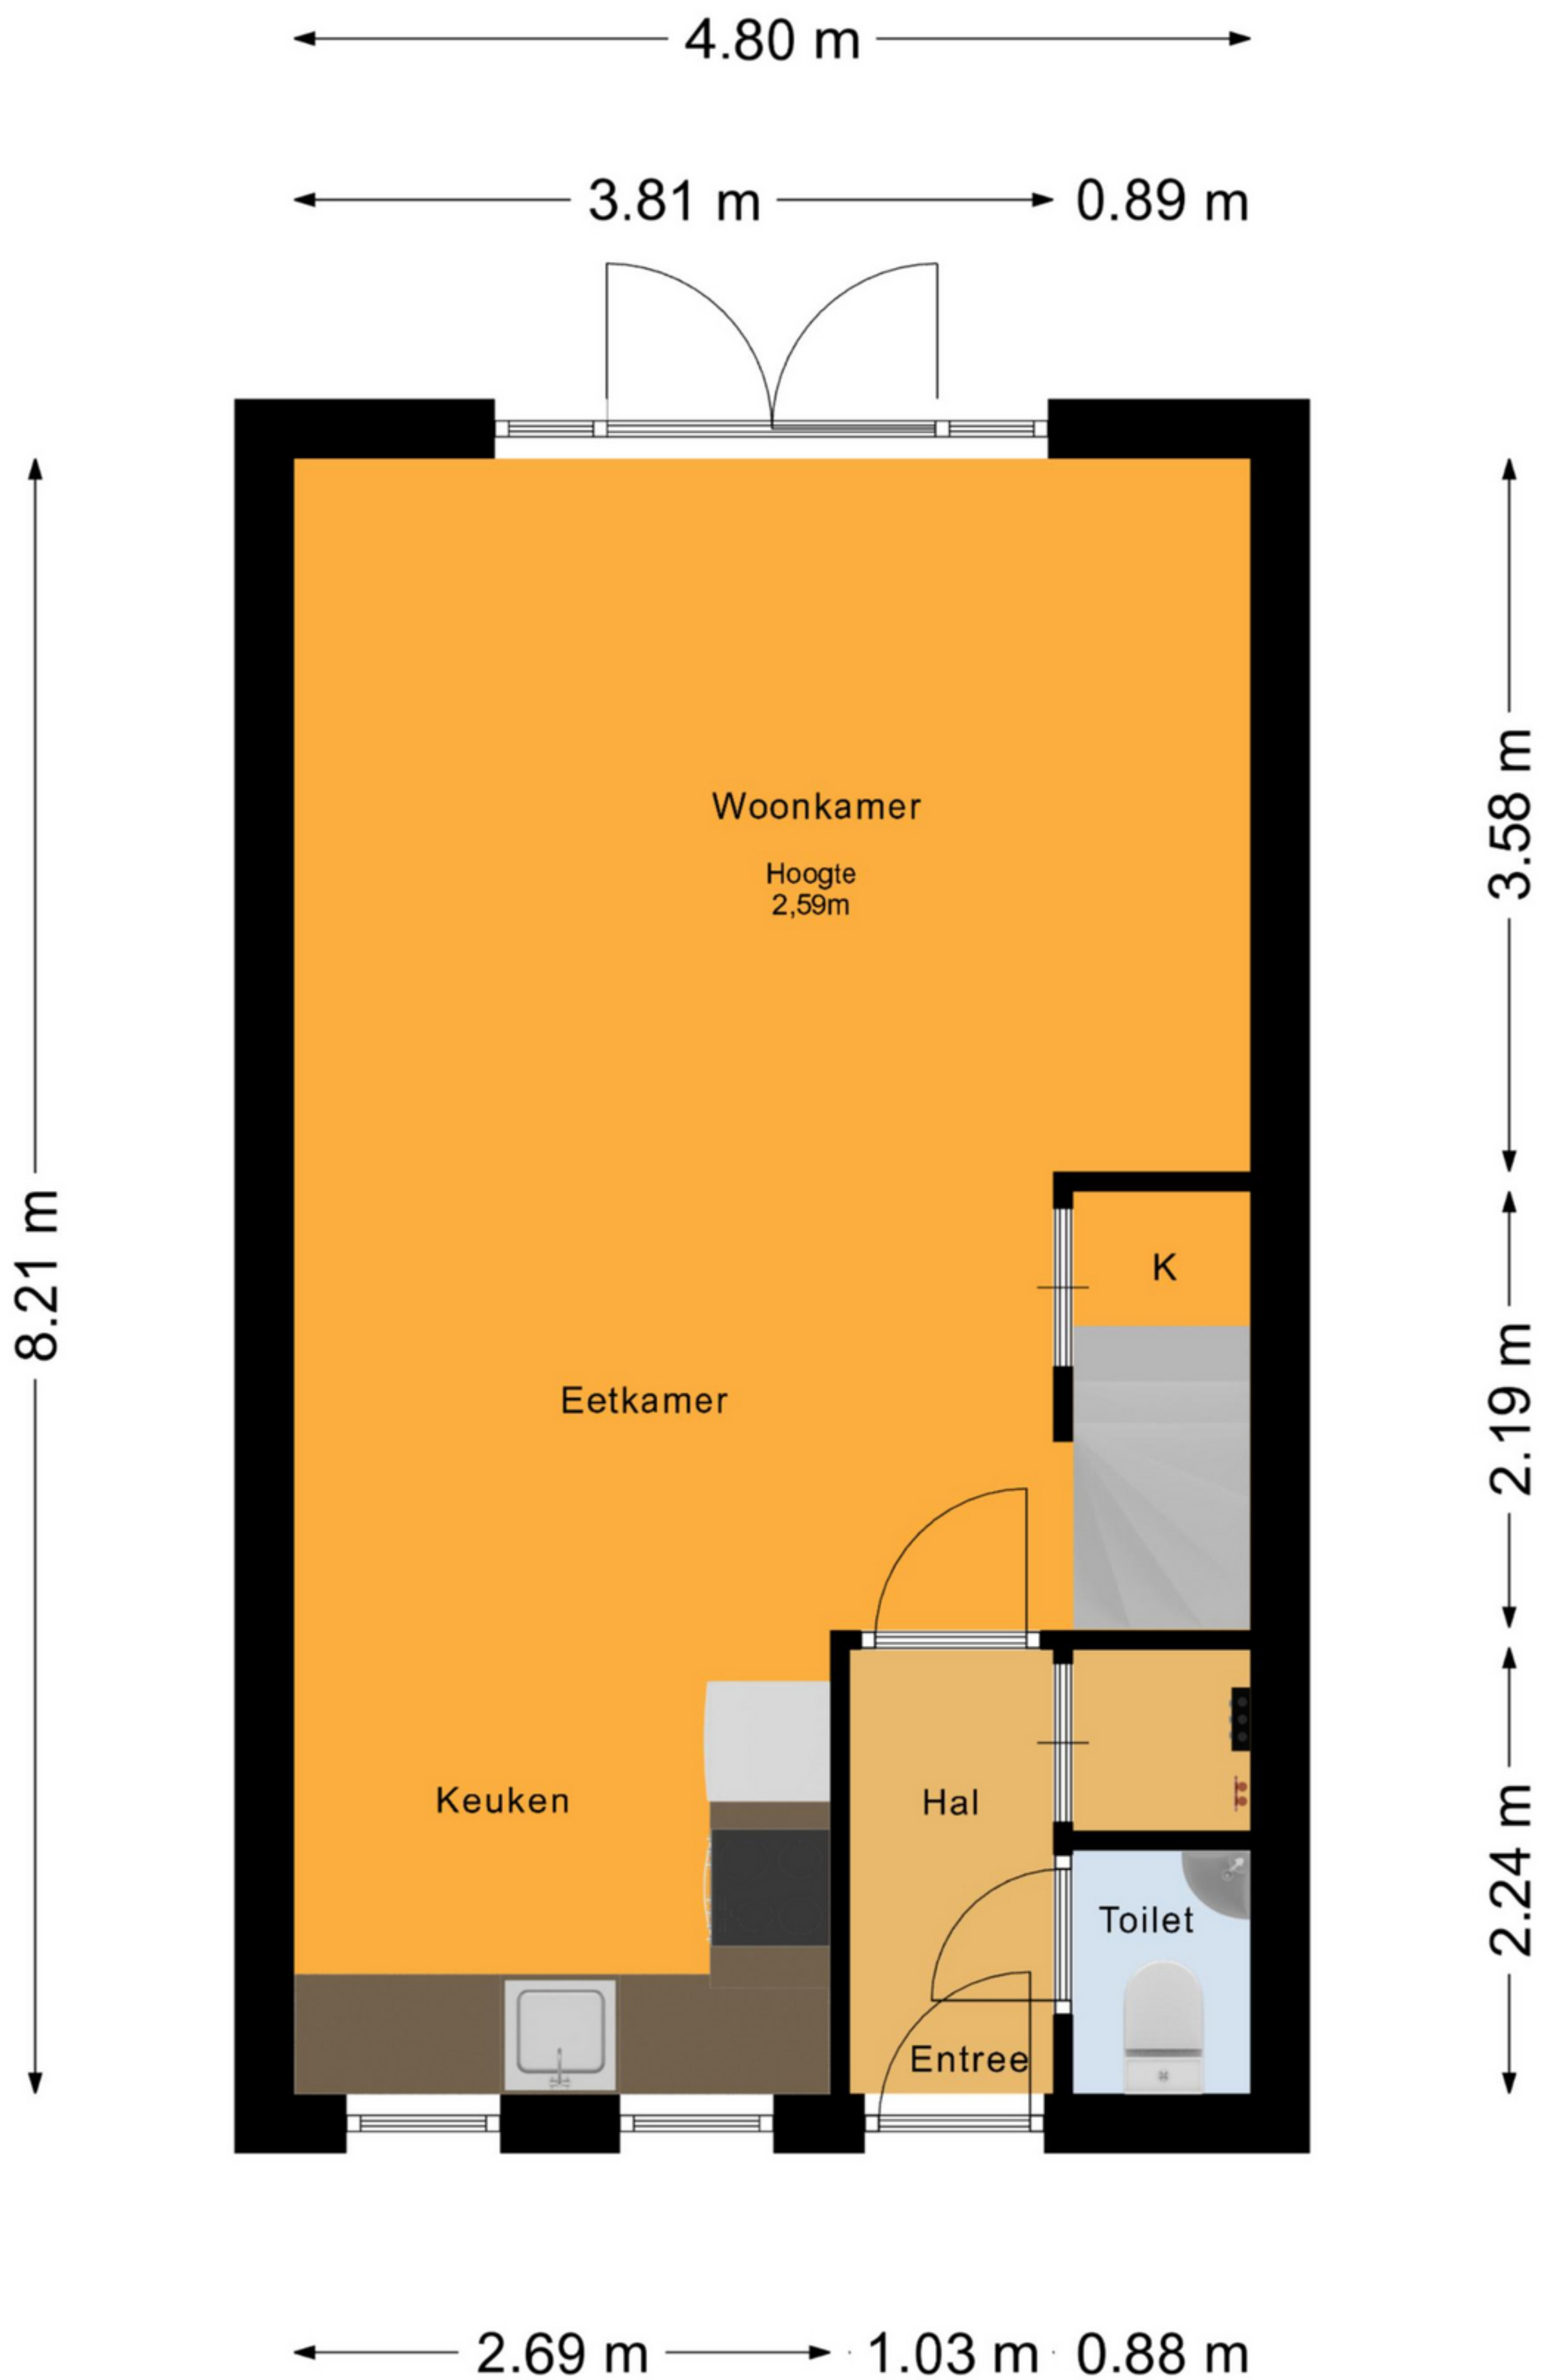 4.80 m
3.81 m
0.89 m
Woonkamer
Hoogte
2,59m
3.58 m
8.21 m
K
2.19 m
Eetkamer
Keuken
Hal
2.24 m
Toilet
Entree
2.69 m
1.03 m
0.88 m